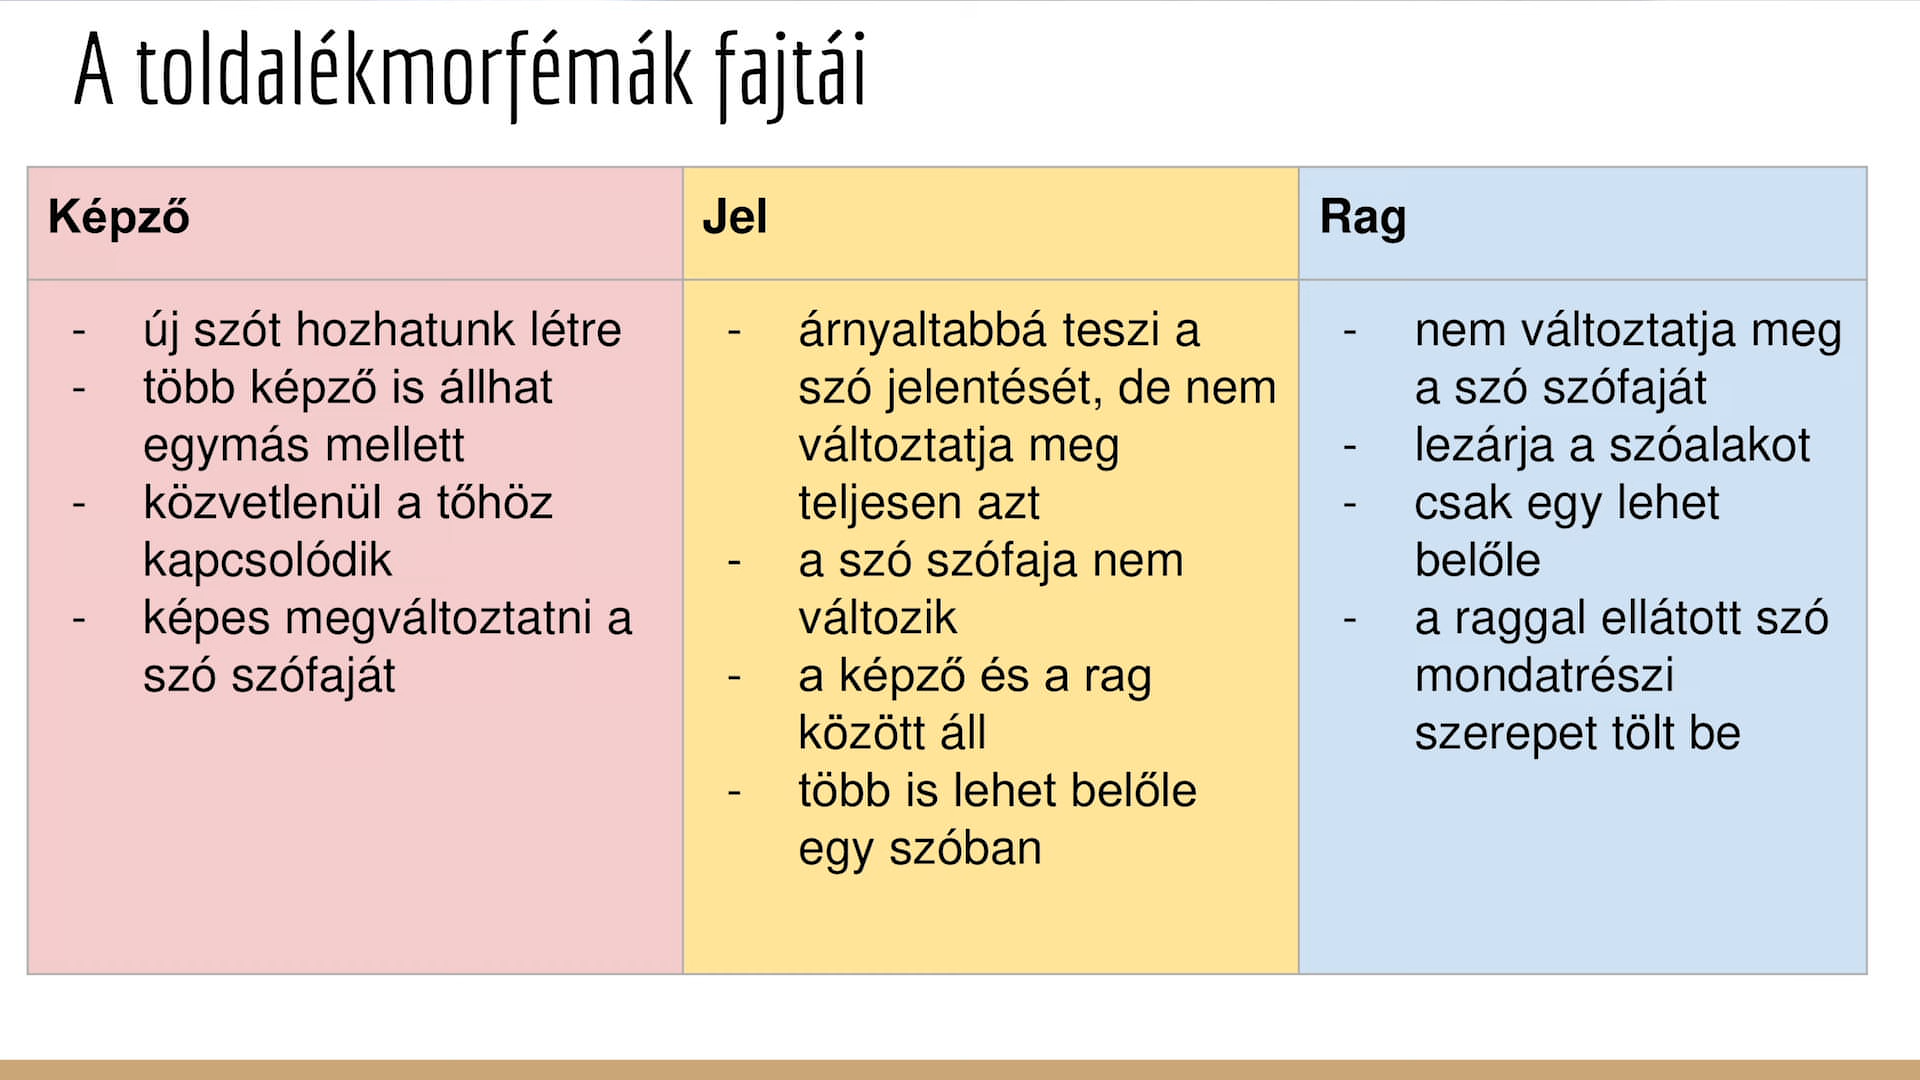 A toldalékmorfémák fajtái
Képző
- új szót hozhatunk létre
- több képző is állhat
egymás mellett
- közvetlenül a tőhöz
kapcsolódik
- képes megváltoztatni a
szó szófaját
Jel
- árnyaltabbá teszi a
szó jelentését, de nem
változtatja meg
teljesen azt
- a szó szófaja nem
változik
- a képző és a rag
között áll
- több is lehet belőle
egy szóban
Rag
- nem változtatja meg
a szó szófaját
- lezárja a szóalakot
- csak egy lehet
belőle
- a raggal ellátott szó
mondatrészi
szerepet tölt be